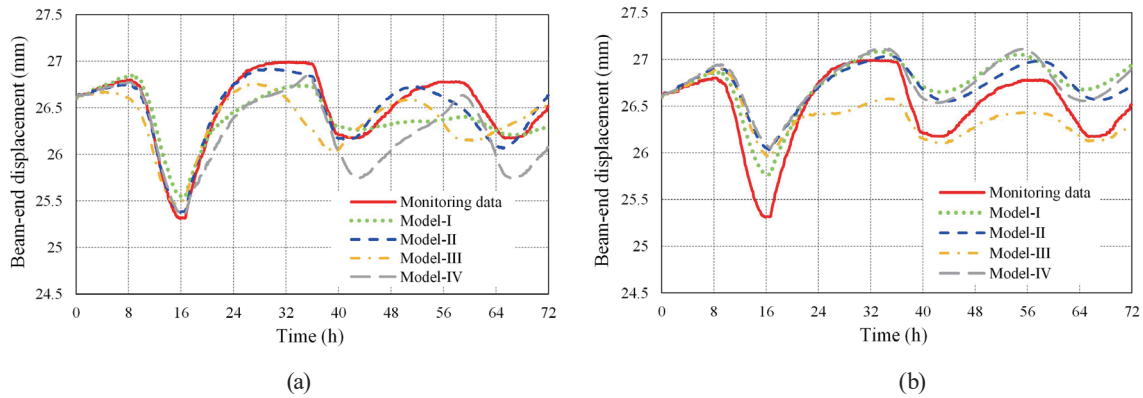 27.5
27
26.5
26
25.5
25
24.5
Beam-end displacement (mm)
Monitoring data
Model-I
Model-II
Model-III
Model-IV
0 8 16 24 32 40 48 56 64 72
Time (h)
(a)
27.5
27
26.5
26
25.5
25
24.5
Beam-end displacement (mm)
Monitoring data
Model-I
Model-II
Model-III
Model-IV
0 8 16 24 32 40 48 56 64 72
Time (h)
(b)